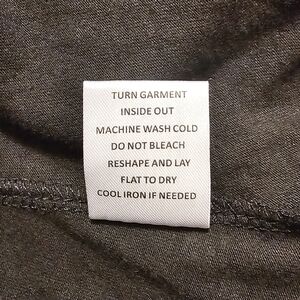 TURN GARMENT
INSIDE OUT
MACHINE WASH COLD
DO NOT BLEACH
RESHAPE AND LAY
FLAT TO DRY
COOL IRON IF NEEDED